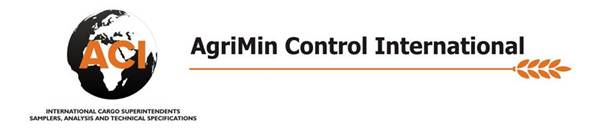 ACI
AgriMin Control International
INTERNATIONAL CARGO SUPERINTENDENTS
SAMPLERS, ANALYSIS AND TECHNICAL SPECIFICATIONS